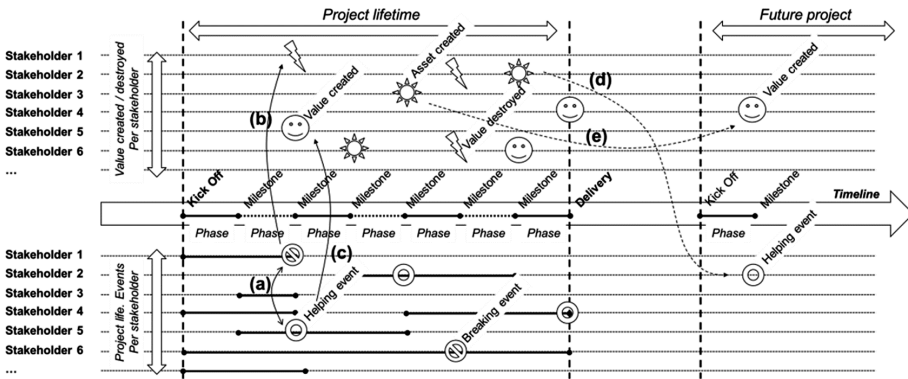 Project lifetime
Future project
Stakeholder 1
Stakeholder 2
Stakeholder 3
Stakeholder 4
Stakeholder 5
Stakeholder 6
...
Value created / destroyed
Per stakeholder
(b)
Value created
Asset created
Value destroyed
(d)
(e)
Value created
Kick Off
Milestone
Milestone
Milestone
Milestone
Milestone
Milestone
Delivery
Kick Off
Milestone
Timeline
Phase
Phase
Phase
Phase
Phase
Phase
Phase
Phase
Stakeholder 1
Stakeholder 2
Stakeholder 3
Stakeholder 4
Stakeholder 5
Stakeholder 6
...
Project life. Events
Per stakeholder
(a)
(c)
Helping event
Breaking event
Helping event